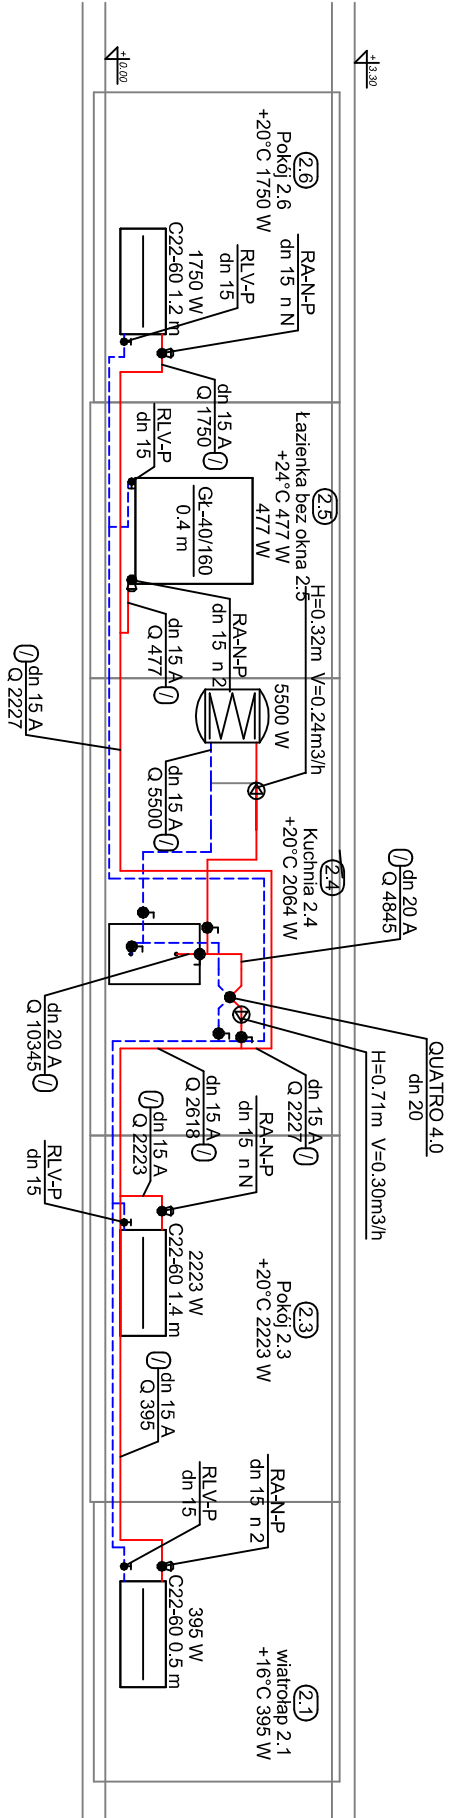 +3.30
+0.00
2.6
Pokój 2.6
+20°C 1750 W
RA-N-P
dn 15 n N
RLV-P
dn 15
1750 W
C22-60 1.2 m
dn 15 A
Q 1750
2.5
Łazienka bez okna 2.5
+24°C 477 W
477 W
RLV-P
dn 15
GŁ-40/160
0.4 m
RA-N-P
dn 15 n 2
dn 15 A
Q 477
H=0.32m V=0.24m3/h
dn 15 A
Q 2227
5500 W
dn 15 A
Q 5500
2.4
Kuchnia 2.4
+20°C 2064 W
dn 20 A
Q 4845
QUATRO 4.0
dn 20
H=0.71m V=0.30m3/h
dn 20 A
Q 10345
dn 15 A
Q 2227
dn 15 A
Q 2618
RA-N-P
dn 15 n N
dn 15 A
Q 2223
RLV-P
dn 15
2.3
Pokój 2.3
+20°C 2223 W
2223 W
C22-60 1.4 m
dn 15 A
Q 395
RA-N-P
dn 15 n 2
RLV-P
dn 15
395 W
C22-60 0.5 m
2.1
wiatrołap 2.1
+16°C 395 W